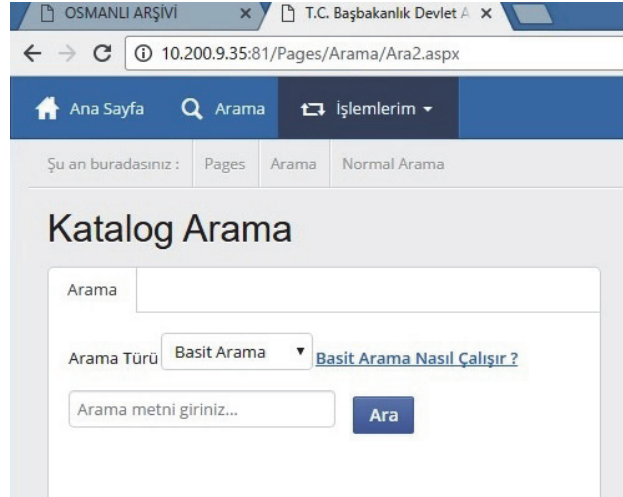 OSMANLI ARŞİVİ T.C. Başbakanlık Devlet A
10.200.9.35:81/Pages/Arama/Ara2.aspx
Ana Sayfa Arama İşlemlerim
Şu an buradasınız : Pages Arama Normal Arama
Katalog Arama
Arama
Arama Türü Basit Arama Basit Arama Nasıl Çalışır ?
Arama metni giriniz... Ara